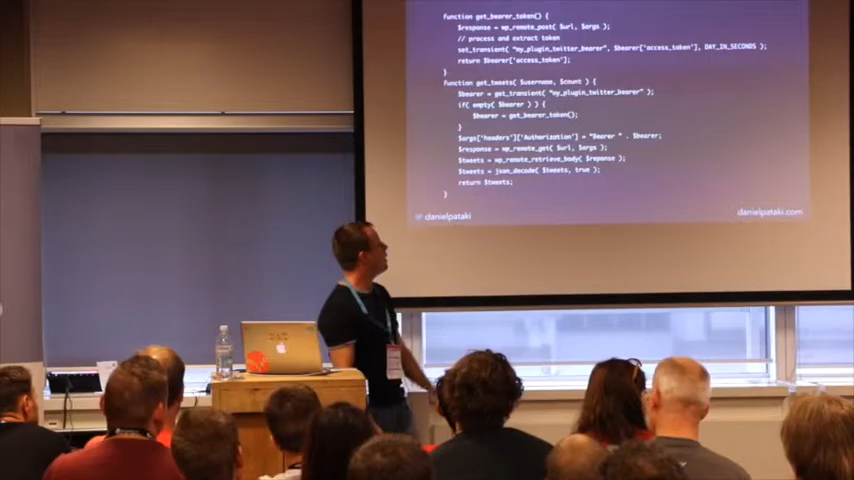 function get_bearer_token() {
$response = wp_remote_post( $url, $args );
// process and extract token
set_transient( "my_plugin_twitter_bearer", $bearer['access_token'], DAY_IN_SECONDS );
return $bearer['access_token'];
}
function get_tweets( $username, $count ) {
$bearer = get_transient( "my_plugin_twitter_bearer" );
if( empty( $bearer ) ) {
$bearer = get_bearer_token();
}
$args['headers']['Authorization'] = "Bearer " . $bearer;
$response = wp_remote_get( $url, $args );
$tweets = wp_remote_retrieve_body( $reponse );
$tweets = json_decode( $tweets, true );
return $tweets;
}
danielpataki
danielpataki.com